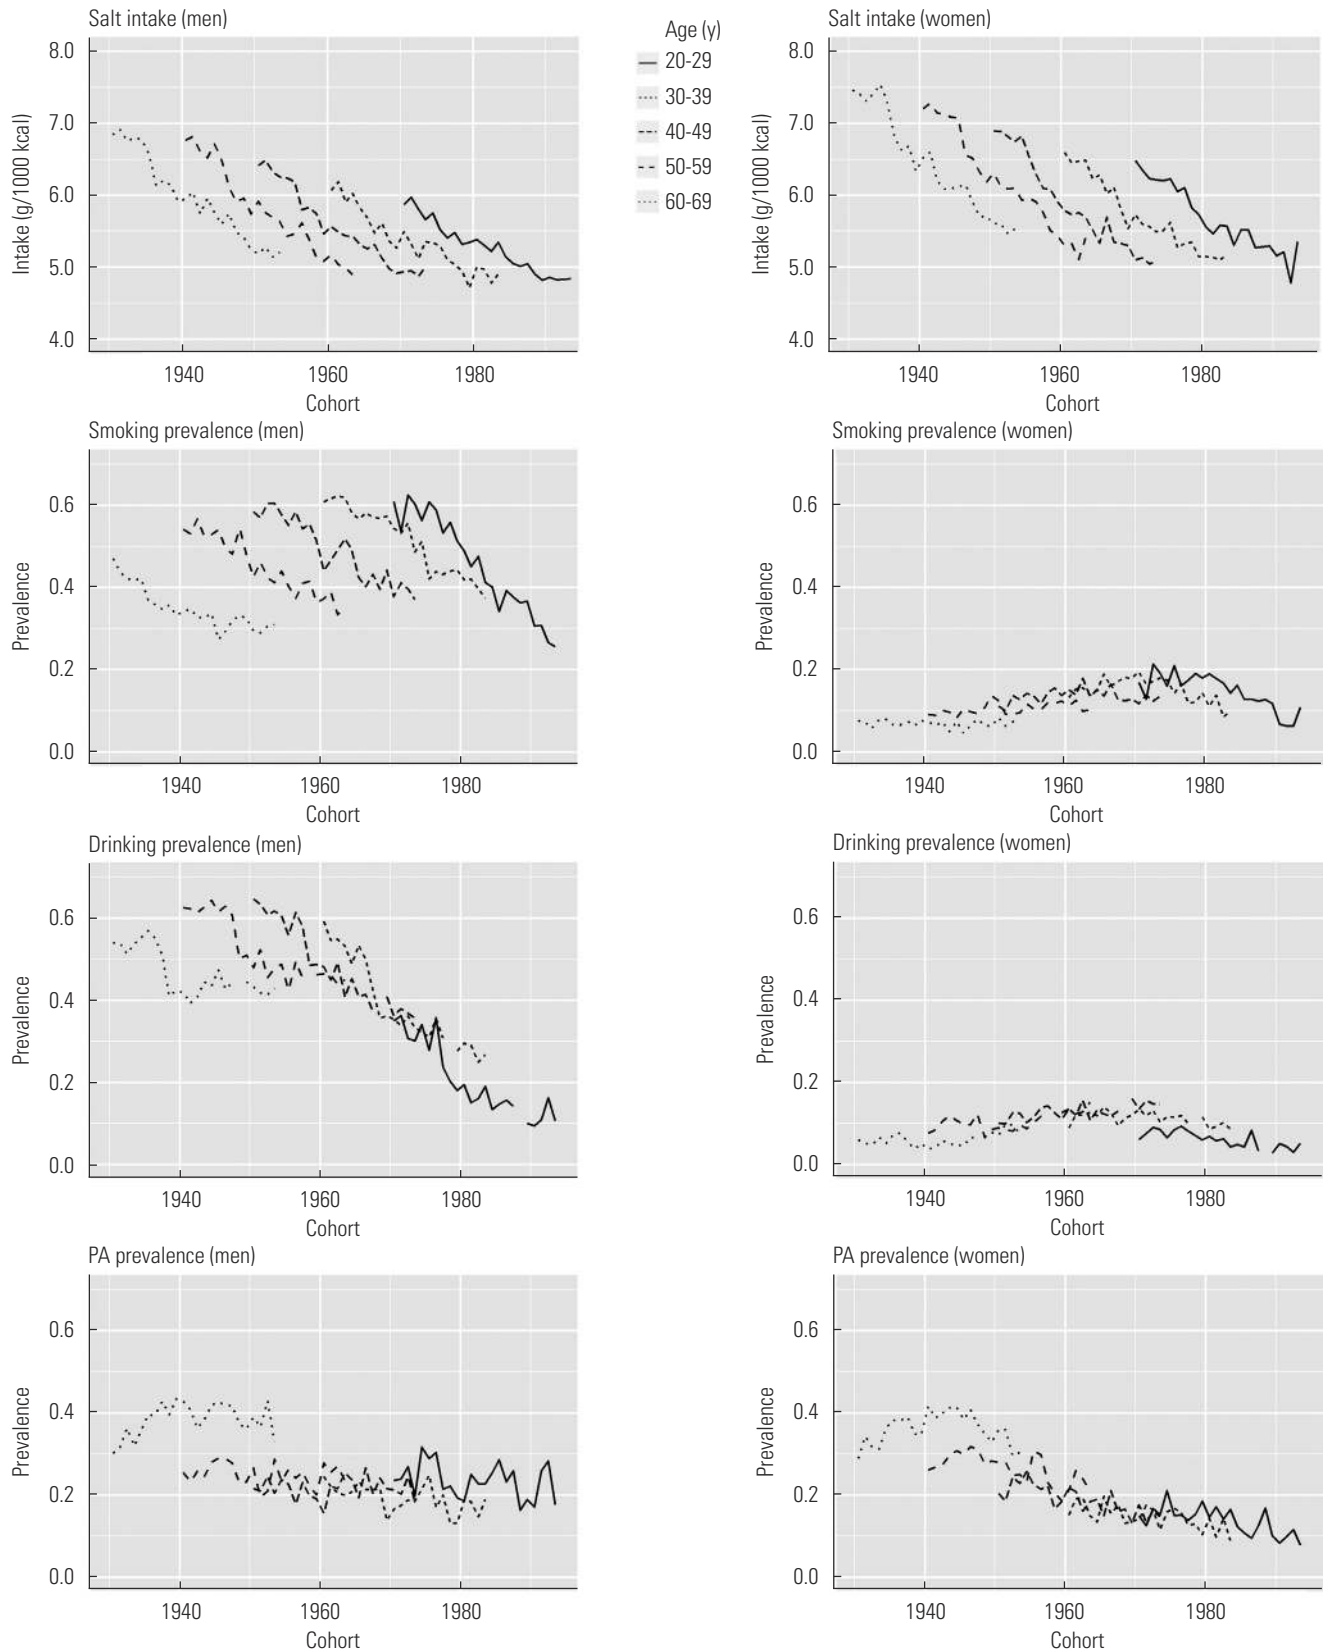 Salt intake (men)
8.0
7.0
6.0
5.0
4.0
Intake (g/1000 kcal)
1940
1960
1980
Cohort
Age (y)
20-29
30-39
40-49
50-59
60-69
Salt intake (women)
8.0
7.0
6.0
5.0
4.0
Intake (g/1000 kcal)
1940
1960
1980
Cohort
Smoking prevalence (men)
0.6
0.4
0.2
0.0
Prevalence
1940
1960
1980
Cohort
Smoking prevalence (women)
0.6
0.4
0.2
0.0
Prevalence
1940
1960
1980
Cohort
Drinking prevalence (men)
0.6
0.4
0.2
0.0
Prevalence
1940
1960
1980
Cohort
Drinking prevalence (women)
0.6
0.4
0.2
0.0
Prevalence
1940
1960
1980
Cohort
PA prevalence (men)
0.6
0.4
0.2
0.0
Prevalence
1940
1960
1980
Cohort
PA prevalence (women)
0.6
0.4
0.2
0.0
Prevalence
1940
1960
1980
Cohort